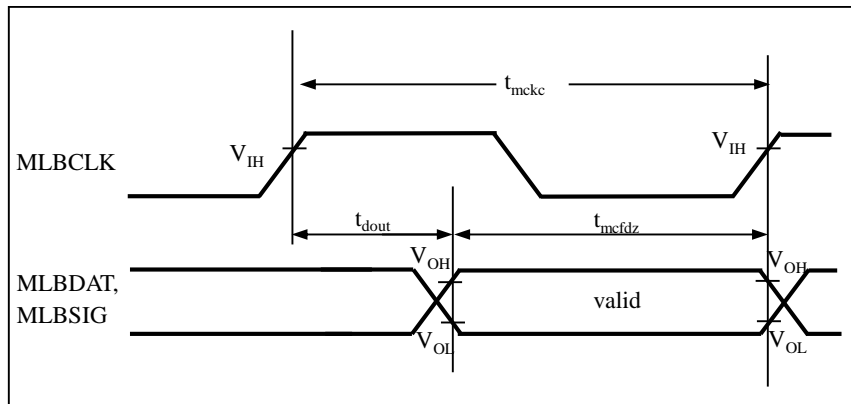 t_mckc
V_IH
V_IH
MLBCLK
t_dout
t_mcfdz
V_OH
V_OH
MLBDAT,
MLBSIG
valid
V_OL
V_OL